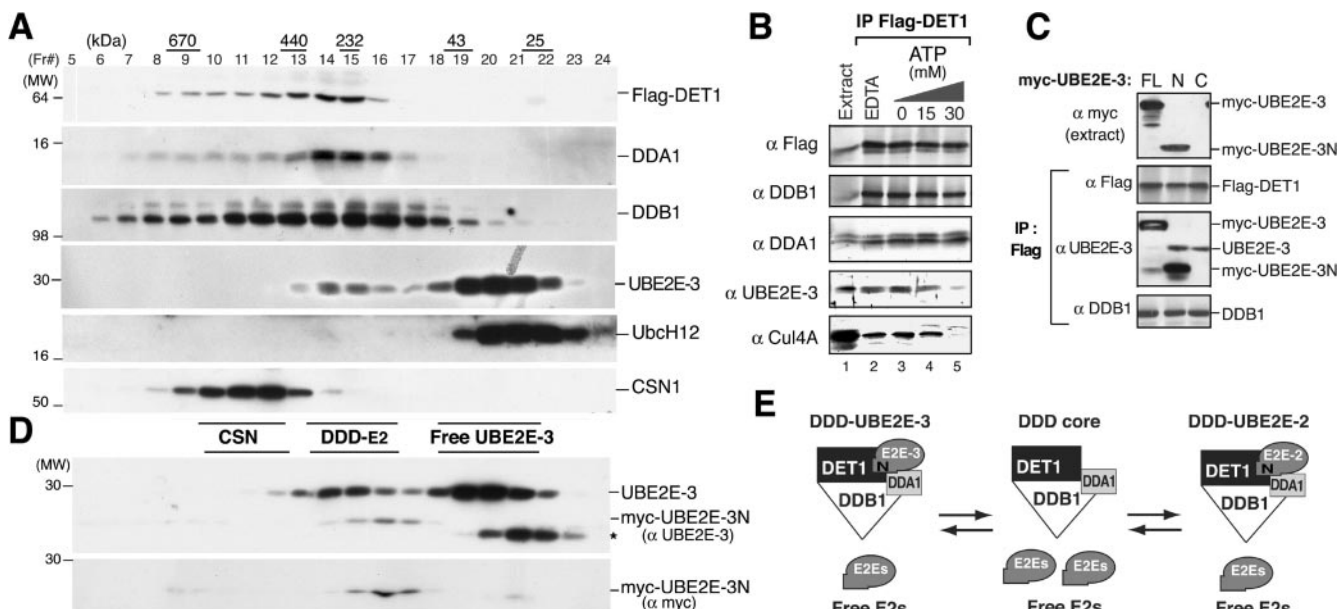 A
(kDa) 670 440 232 43 25
(Fr#) 5 6 7 8 9 10 11 12 13 14 15 16 17 18 19 20 21 22 23 24
(MW)
64
Flag-DET1
16
DDA1
DDB1
98
30
UBE2E-3
UbcH12
16
CSN1
50
B
IP Flag-DET1
ATP
(mM)
Extract EDTA 0 15 30
α Flag
α DDB1
α DDA1
α UBE2E-3
α Cul4A
1 2 3 4 5
C
myc-UBE2E-3: FL N C
α myc
(extract)
myc-UBE2E-3
myc-UBE2E-3N
IP :
Flag
α Flag
Flag-DET1
α UBE2E-3
myc-UBE2E-3
UBE2E-3
myc-UBE2E-3N
α DDB1
DDB1
D
CSN DDD-E2 Free UBE2E-3
(MW)
30
UBE2E-3
myc-UBE2E-3N
* (α UBE2E-3)
30
myc-UBE2E-3N
(α myc)
E
DDD-UBE2E-3 DDD core DDD-UBE2E-2
DET1 N E2E-3 DDA1 DDB1
DET1 DDA1 DDB1
DET1 N E2E-2 DDA1 DDB1
E2Es E2Es E2Es E2Es
Free E2s Free E2s Free E2s